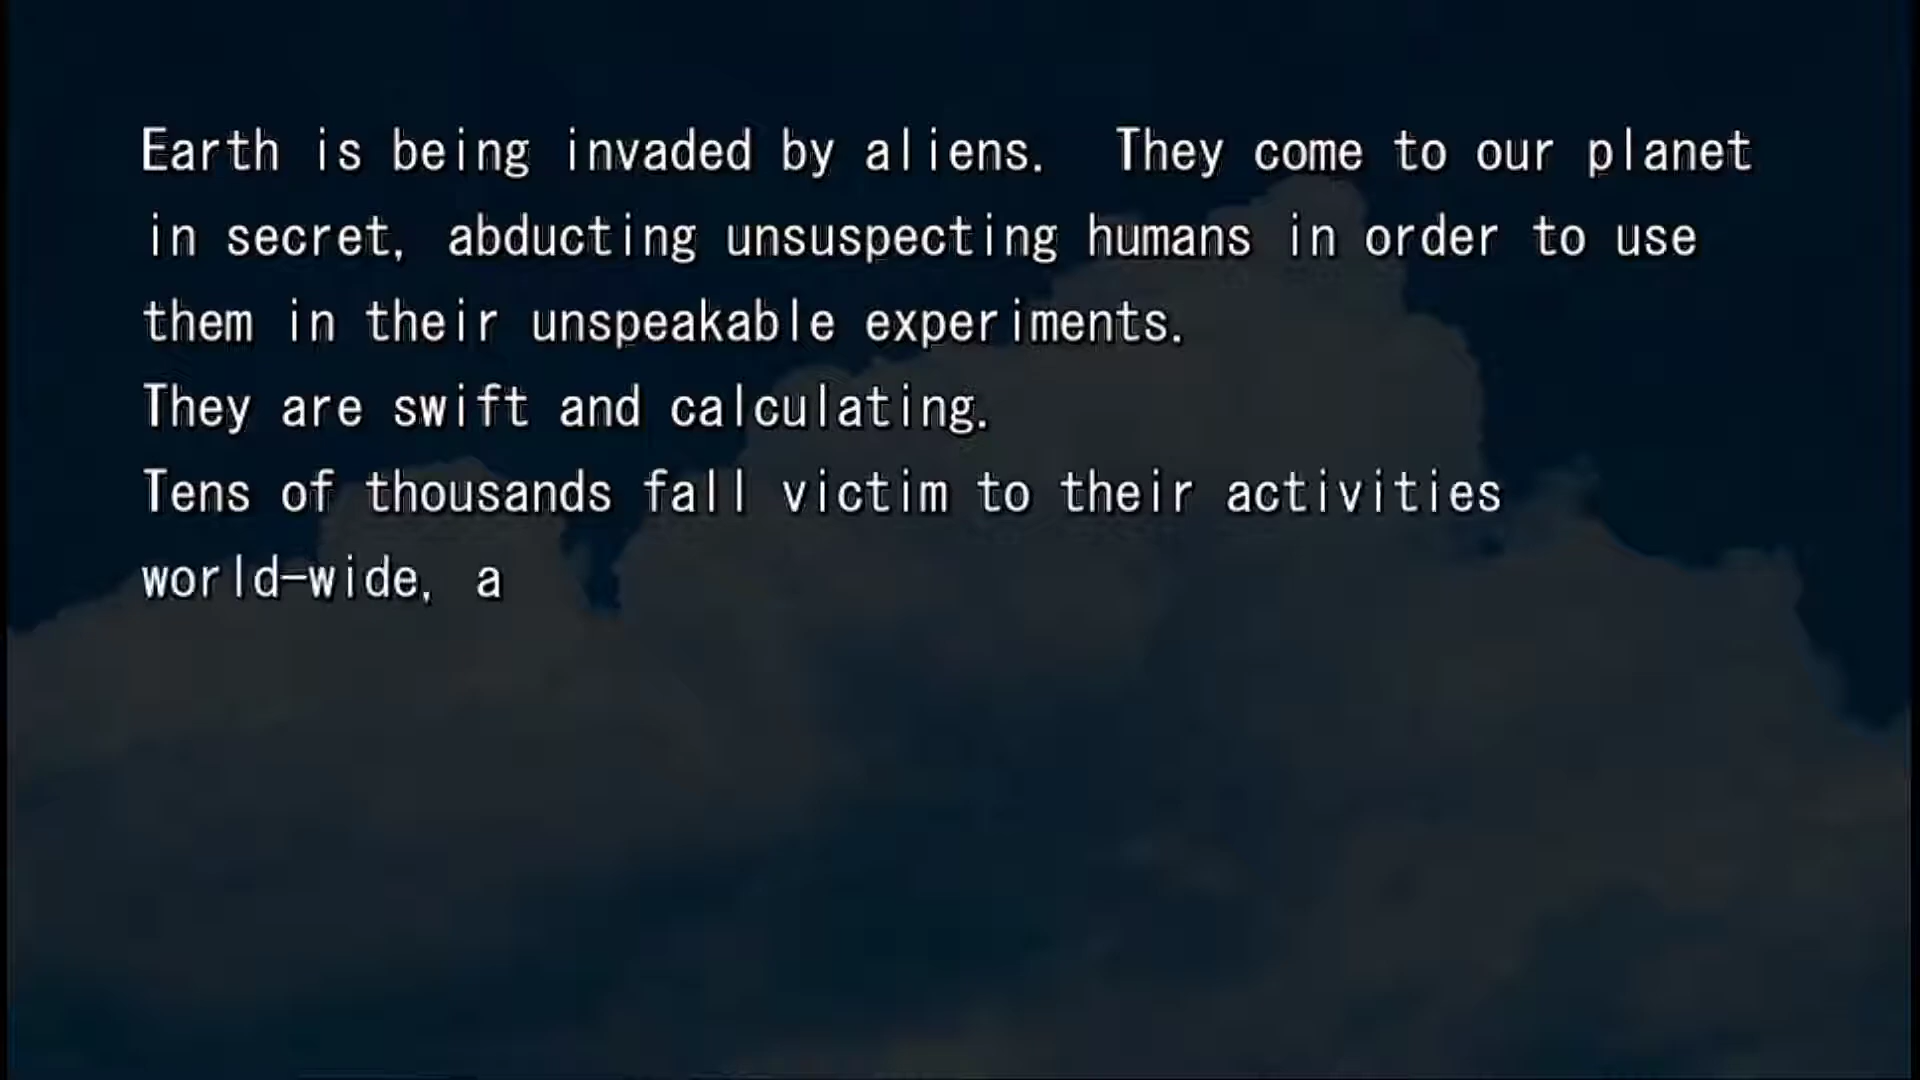 Earth is being invaded by aliens.  They come to our planet
in secret, abducting unsuspecting humans in order to use
them in their unspeakable experiments.
They are swift and calculating.
Tens of thousands fall victim to their activities
world-wide, a